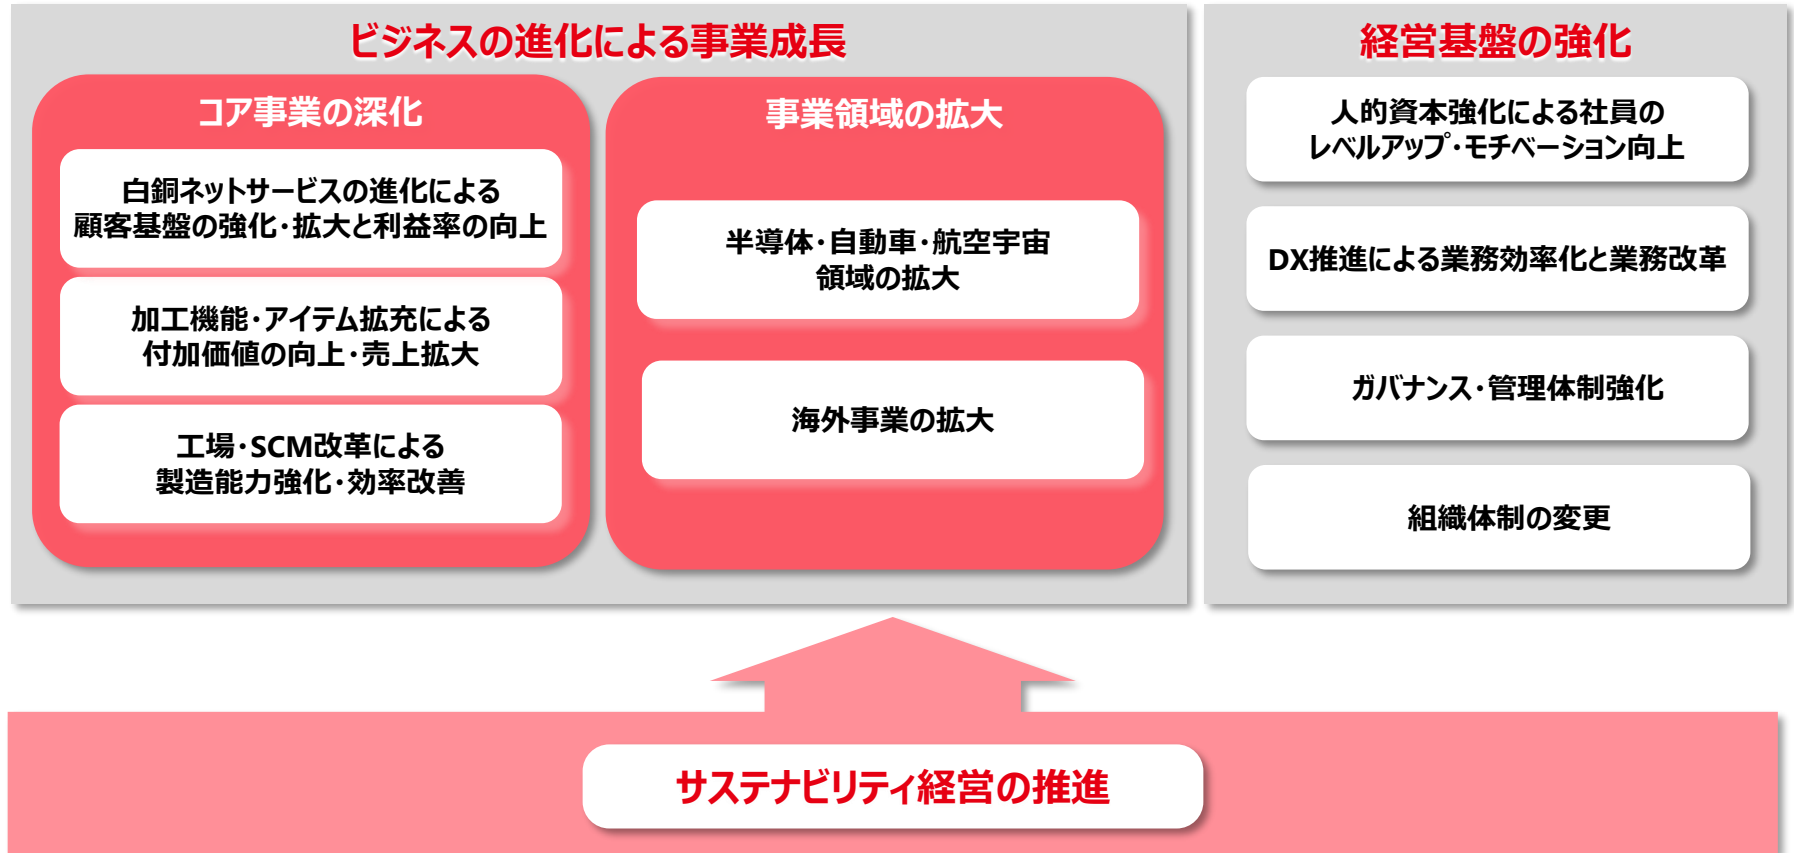 ビジネスの進化による事業成長
コア事業の深化
白銅ネットサービスの進化による
顧客基盤の強化・拡大と利益率の向上
加工機能・アイテム拡充による
付加価値の向上・売上拡大
工場・SCM改革による
製造能力強化・効率改善
事業領域の拡大
半導体・自動車・航空宇宙
領域の拡大
海外事業の拡大
経営基盤の強化
人的資本強化による社員の
レベルアップ・モチベーション向上
DX推進による業務効率化と業務改革
ガバナンス・管理体制強化
組織体制の変更
サステナビリティ経営の推進